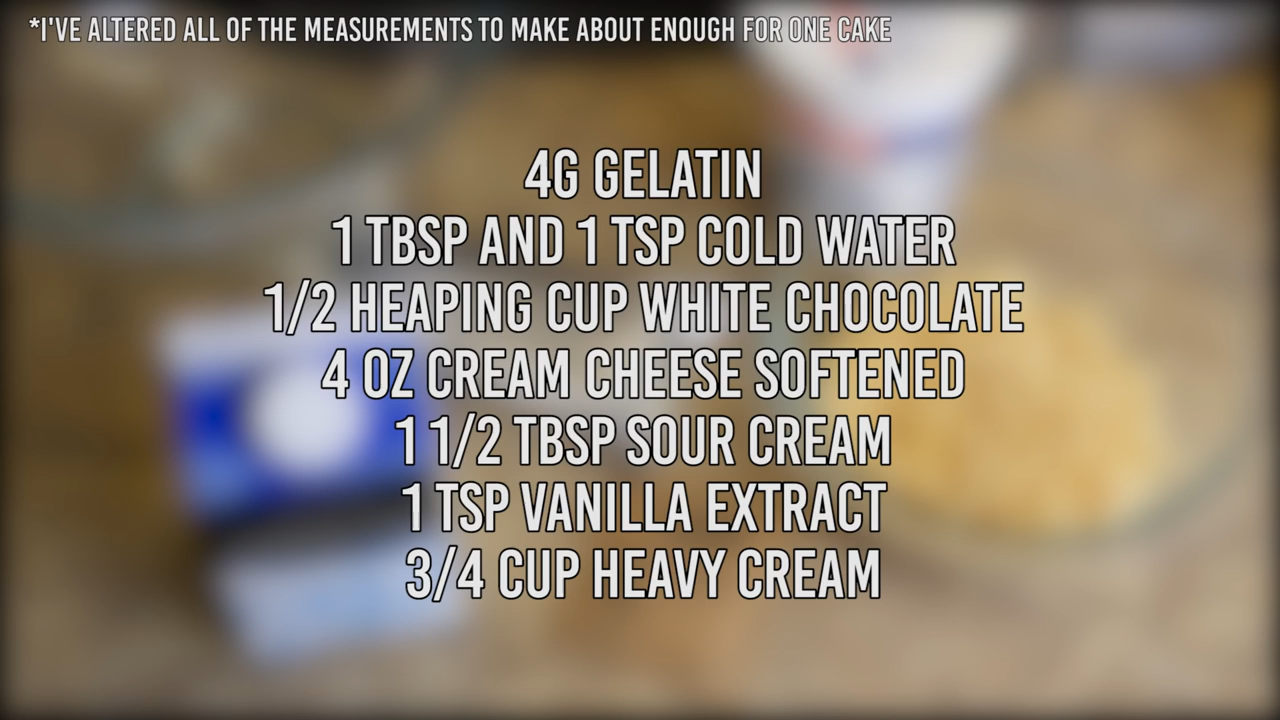 *I'VE ALTERED ALL OF THE MEASUREMENTS TO MAKE ABOUT ENOUGH FOR ONE CAKE
4G GELATIN
1 TBSP AND 1 TSP COLD WATER
1/2 HEAPING CUP WHITE CHOCOLATE
4 OZ CREAM CHEESE SOFTENED
1 1/2 TBSP SOUR CREAM
1 TSP VANILLA EXTRACT
3/4 CUP HEAVY CREAM